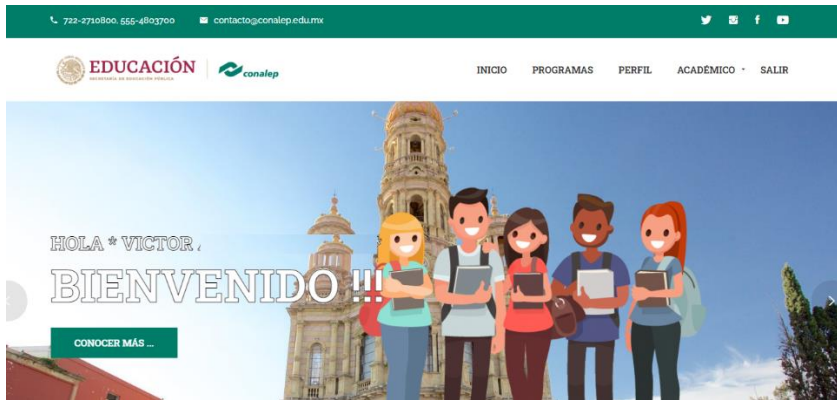 722-2710800, 555-4803700 contacto@conalep.edu.mx
EDUCACIÓN
SECRETARÍA DE EDUCACIÓN PÚBLICA
conalep
INICIO PROGRAMAS PERFIL ACADÉMICO SALIR
HOLA * VICTOR
BIENVENIDO !!!
CONOCER MÁS ...